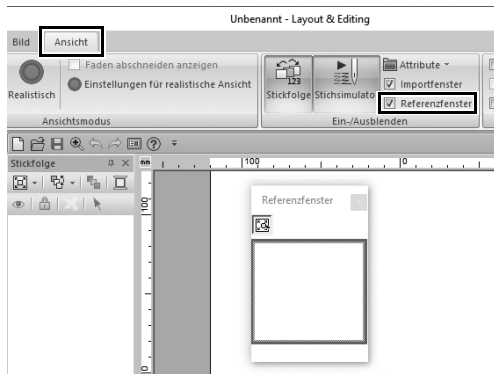 Unbenannt - Layout & Editing
Bild Ansicht
Faden abschneiden anzeigen
Einstellungen für realistische Ansicht
Realistisch
Ansichtsmodus
123
Stickfolge
Stichsimulato
Attribute
Importfenster
Referenzfenster
Ein-/Ausblenden
Stickfolge
mm
100
0
100
0
Referenzfenster